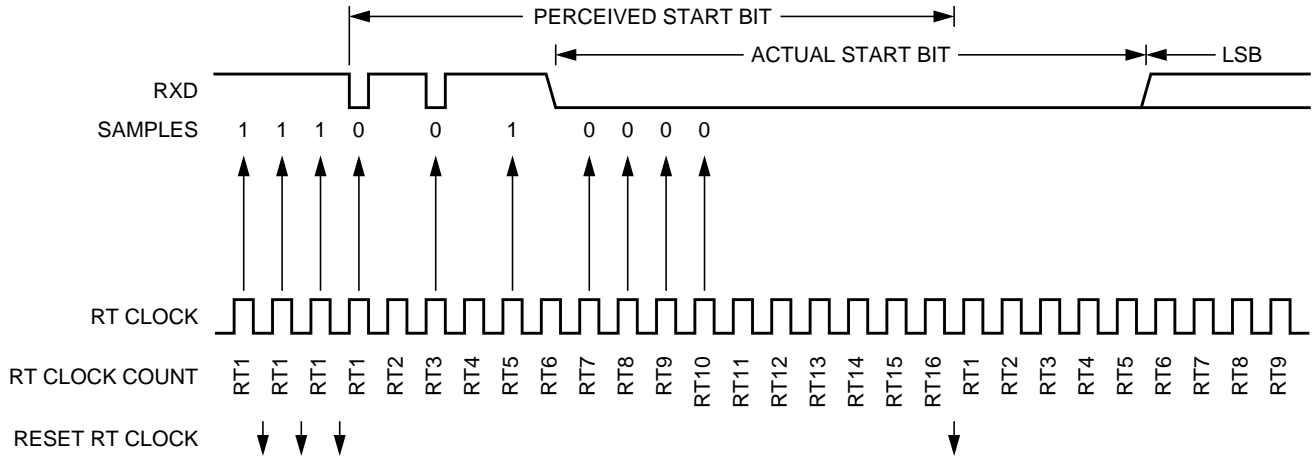 PERCEIVED START BIT
ACTUAL START BIT LSB
RXD
SAMPLES 1 1 1 0 0 1 0 0 0 0
RT CLOCK
RT CLOCK COUNT RT1 RT1 RT1 RT1 RT2 RT3 RT4 RT5 RT6 RT7 RT8 RT9 RT10 RT11 RT12 RT13 RT14 RT15 RT16 RT1 RT2 RT3 RT4 RT5 RT6 RT7 RT8 RT9
RESET RT CLOCK